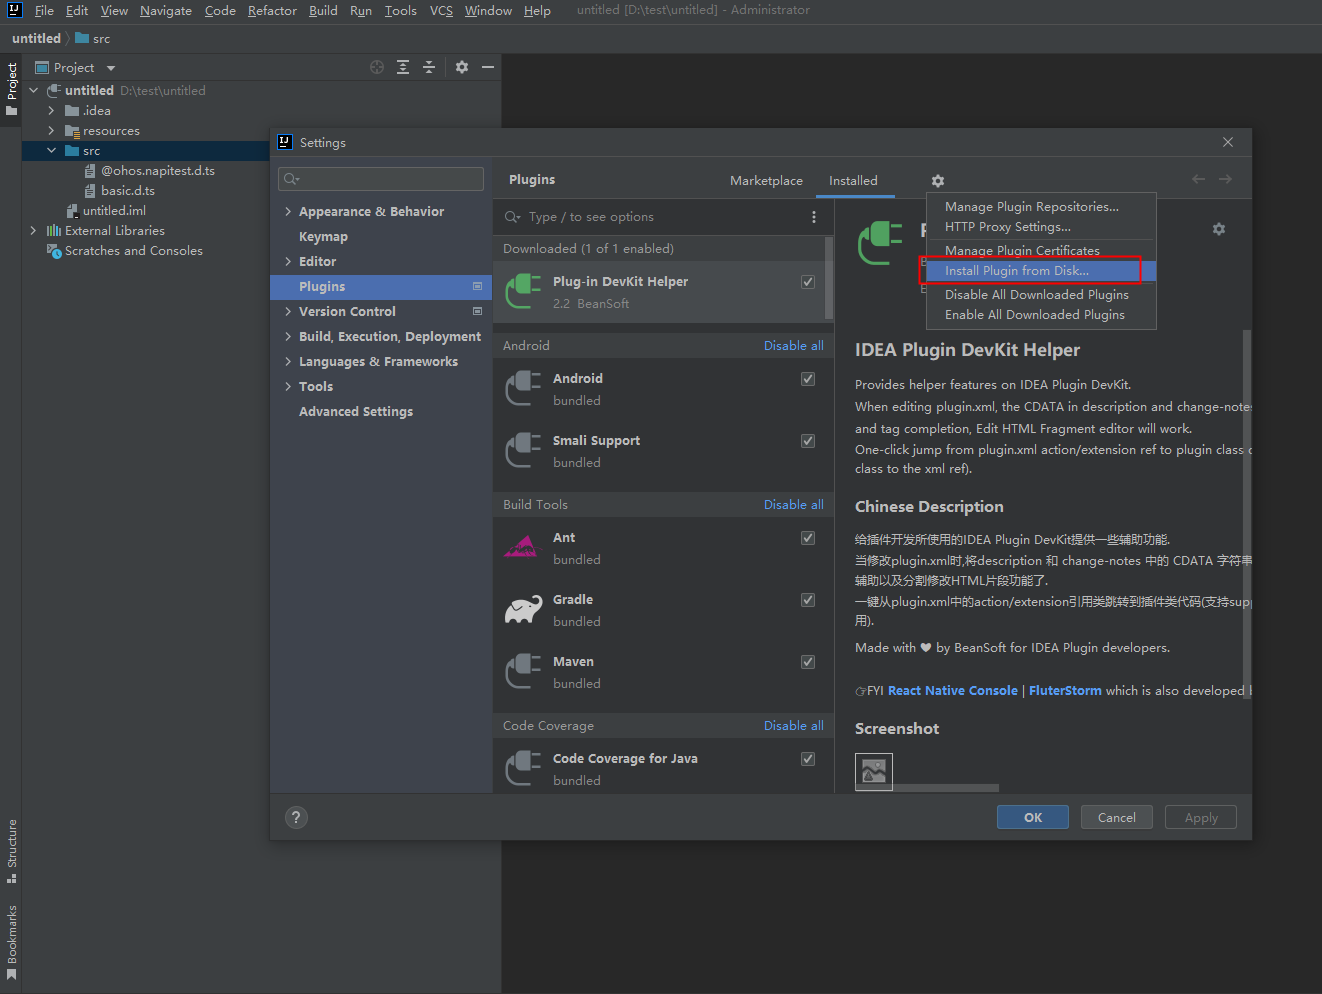 File Edit View Navigate Code Refactor Build Run Tools VCS Window Help untitled [D:\test\untitled] - Administrator
untitled src
Project
Project
untitled D:\test\untitled
.idea
resources
src
@ohos.napitest.d.ts
basic.d.ts
untitled.iml
External Libraries
Scratches and Consoles
Structure
Bookmarks
Settings
Appearance & Behavior
Keymap
Editor
Plugins
Version Control
Build, Execution, Deployment
Languages & Frameworks
Tools
Advanced Settings
Plugins Marketplace Installed
Type / to see options
Downloaded (1 of 1 enabled)
Plug-in DevKit Helper
2.2 BeanSoft
Android Disable all
Android
bundled
Smali Support
bundled
Build Tools Disable all
Ant
bundled
Gradle
bundled
Maven
bundled
Code Coverage Disable all
Code Coverage for Java
bundled
Manage Plugin Repositories...
HTTP Proxy Settings...
Manage Plugin Certificates
Install Plugin from Disk...
Disable All Downloaded Plugins
Enable All Downloaded Plugins
IDEA Plugin DevKit Helper
Provides helper features on IDEA Plugin DevKit.
When editing plugin.xml, the CDATA in description and change-notes
and tag completion, Edit HTML Fragment editor will work.
One-click jump from plugin.xml action/extension ref to plugin class
class to the xml ref).
Chinese Description
给插件开发所使用的IDEA Plugin DevKit提供一些辅助功能.
当修改plugin.xml时,将description 和 change-notes 中的 CDATA 字符串
辅助以及分割修改HTML片段功能了.
一键从plugin.xml中的action/extension引用类跳转到插件类代码(支持sup
用).
Made with ♥ by BeanSoft for IDEA Plugin developers.
👉FYI React Native Console | FluterStorm which is also developed
Screenshot
? OK Cancel Apply